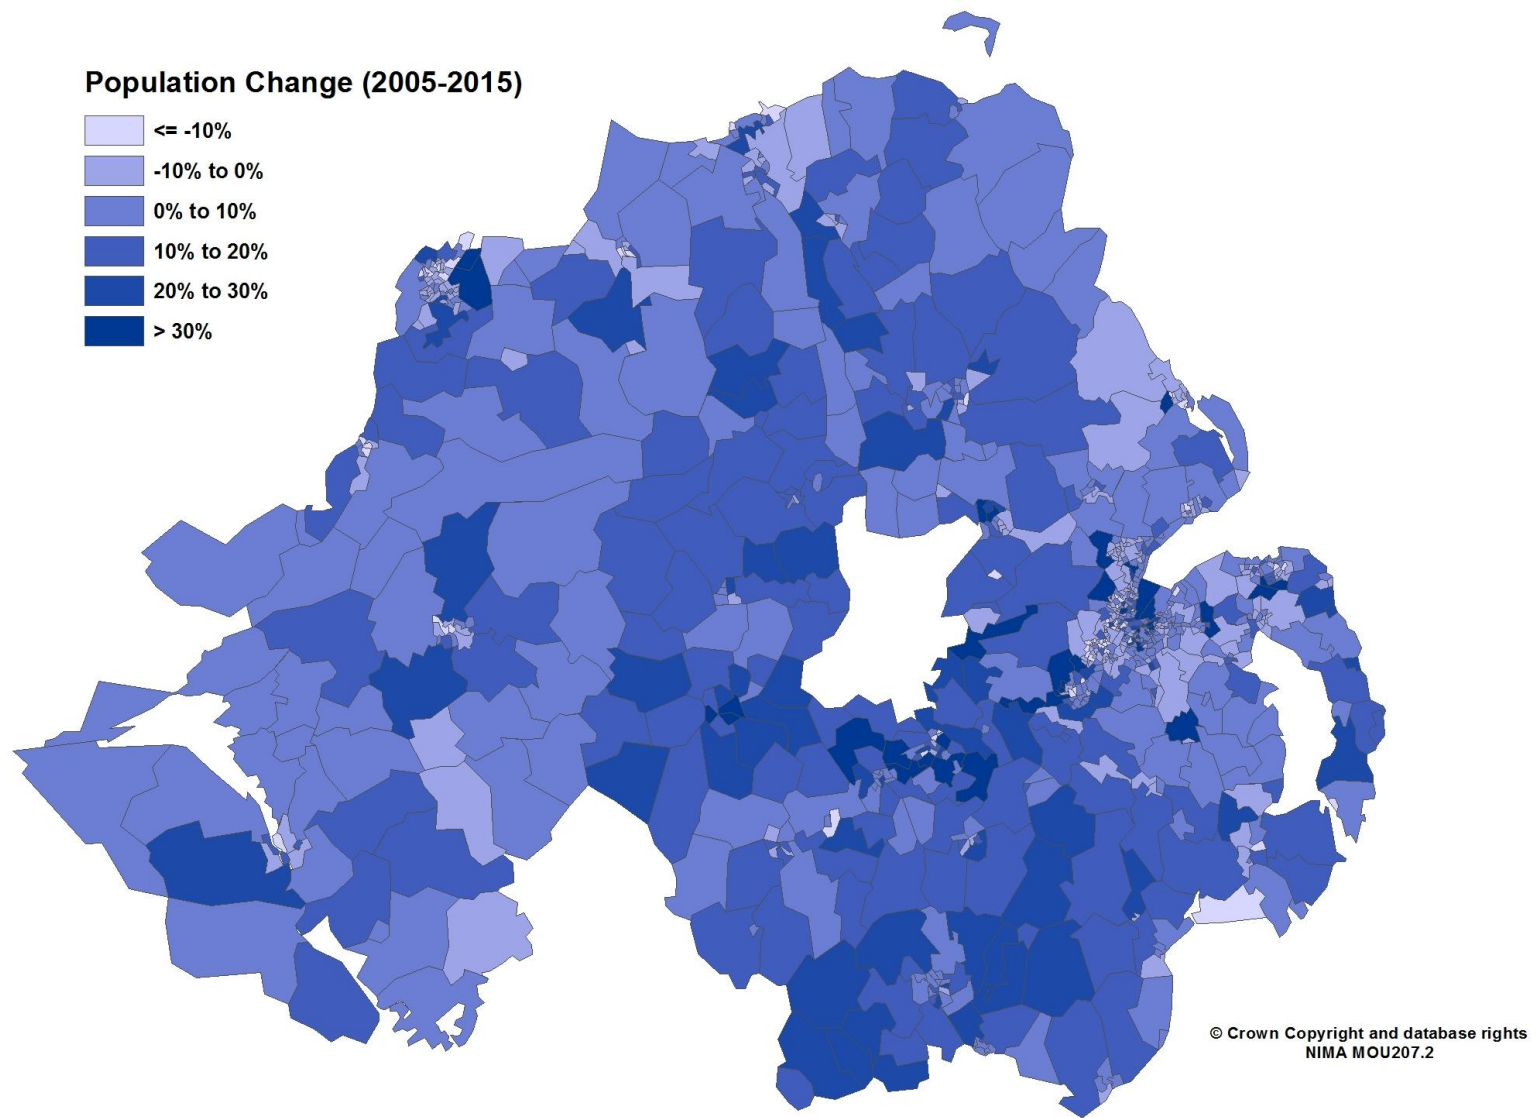 Population Change (2005-2015)
<= -10%
-10% to 0%
0% to 10%
10% to 20%
20% to 30%
> 30%
© Crown Copyright and database rights
NIMA MOU207.2